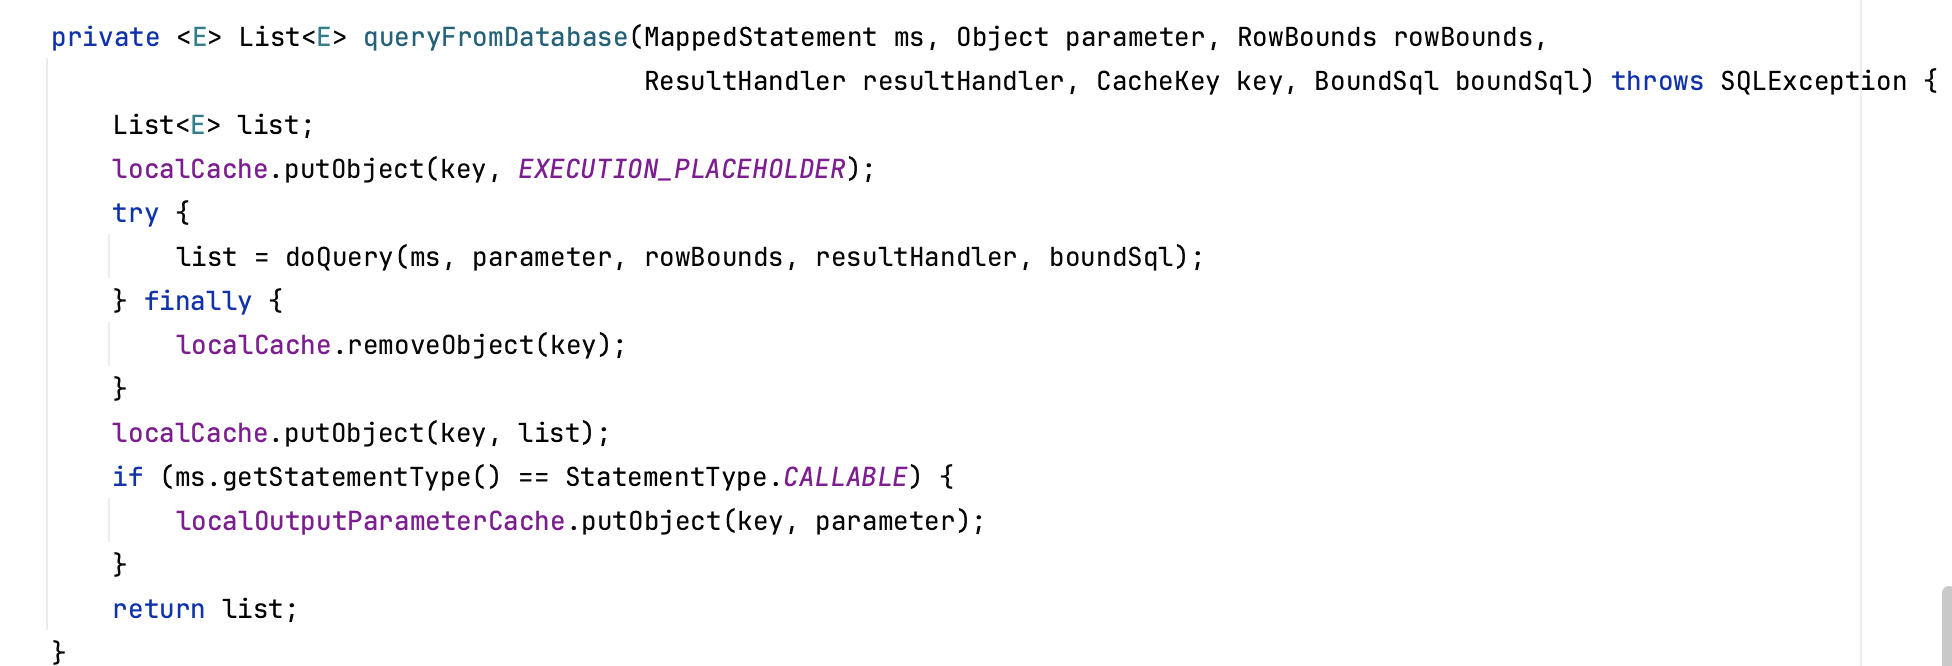 private <E> List<E> queryFromDatabase(MappedStatement ms, Object parameter, RowBounds rowBounds,
ResultHandler resultHandler, CacheKey key, BoundSql boundSql) throws SQLException {
List<E> list;
localCache.putObject(key, EXECUTION_PLACEHOLDER);
try {
list = doQuery(ms, parameter, rowBounds, resultHandler, boundSql);
} finally {
localCache.removeObject(key);
}
localCache.putObject(key, list);
if (ms.getStatementType() == StatementType.CALLABLE) {
localOutputParameterCache.putObject(key, parameter);
}
return list;
}